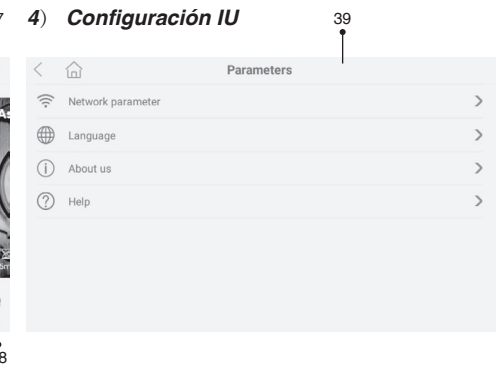 4) Configuración IU
39
Parameters
Network parameter
Language
About us
Help
8